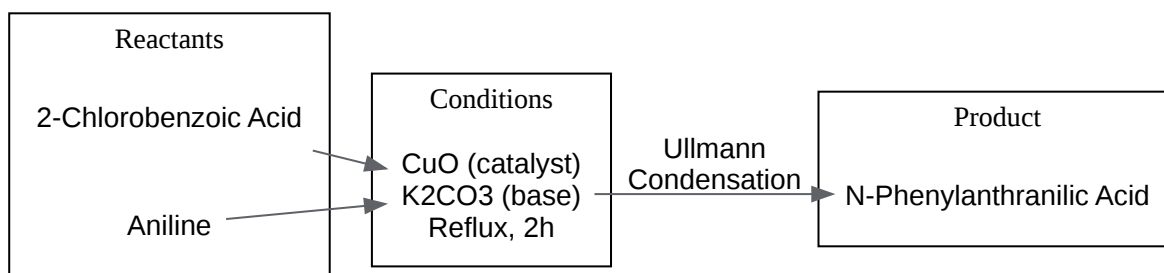 Reactants
2-Chlorobenzoic Acid
Aniline
Conditions
CuO (catalyst)
K2CO3 (base)
Reflux, 2h
Ullmann
Condensation
Product
N-Phenylanthranilic Acid